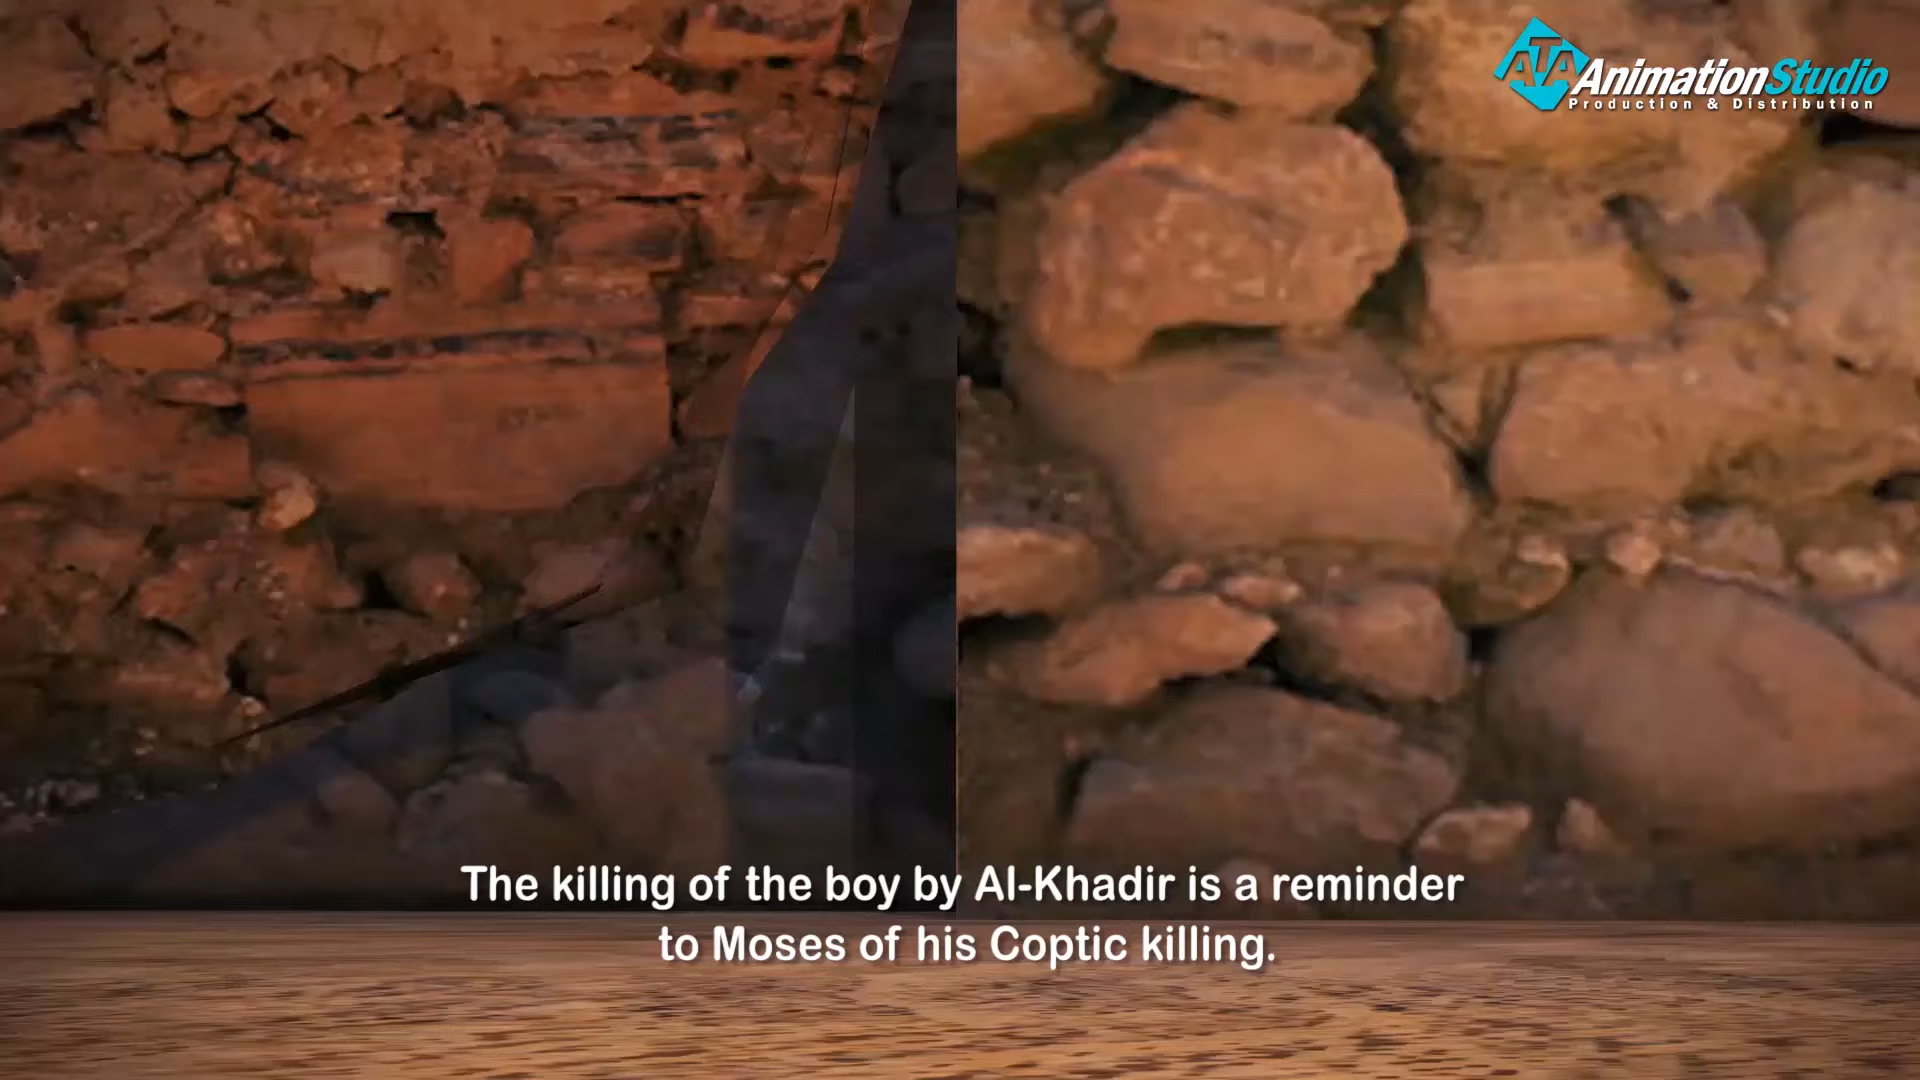 ATA AnimationStudio
Production & Distribution
The killing of the boy by Al-Khadir is a reminder
to Moses of his Coptic killing.